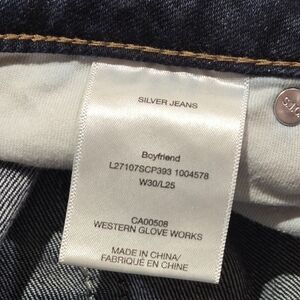 SILVER JEANS
Boyfriend
L27107SCP393 1004578
W30/L25
CA00508
WESTERN GLOVE WORKS
MADE IN CHINA/
FABRIQUÉ EN CHINE